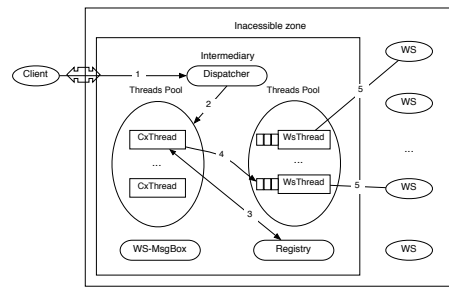 Inacessible zone
Intermediary
WS
Client
1
Dispatcher
Threads Pool
2
Threads Pool
5
WS
CxThread
WsThread
4
...
...
...
CxThread
WsThread
5
WS
3
WS-MsgBox
Registry
WS